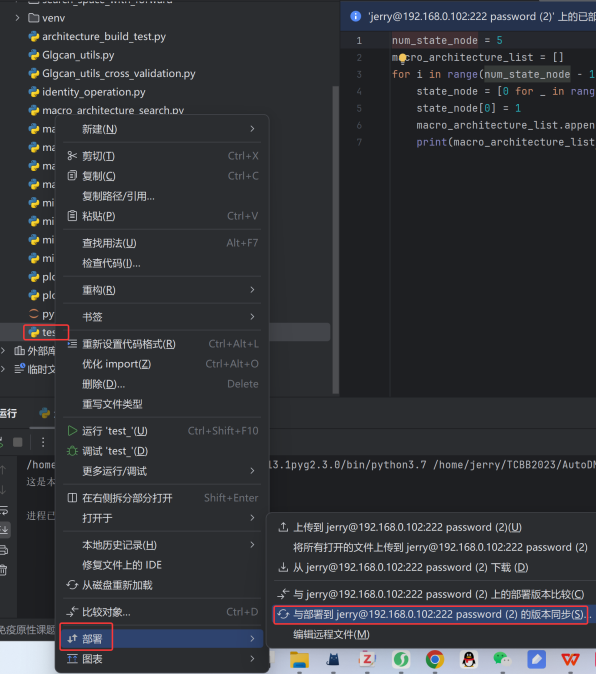 search_space_with_forward
venv
architecture_build_test.py
Glgcan_utils.py
Glgcan_utils_cross_validation.py
identity_operation.py
macro_architecture_search.py
ma
ma
ma
ma
mi
mi
mi
mi
plo
plo
py
tes
外部库
临时文
'jerry@192.168.0.102:222 password (2)' 上的已部
1 num_state_node = 5
2 macro_architecture_list = []
3 for i in range(num_state_node - 1
4 state_node = [0 for _ in rang
5 state_node[0] = 1
6 macro_architecture_list.appen
7 print(macro_architecture_list
新建(N)
剪切(T) Ctrl+X
复制(C) Ctrl+C
复制路径/引用...
粘贴(P) Ctrl+V
查找用法(U) Alt+F7
检查代码(I)...
重构(R)
书签
重新设置代码格式(R) Ctrl+Alt+L
优化 import(Z) Ctrl+Alt+O
删除(D)... Delete
重写文件类型
运行 'test_'(U) Ctrl+Shift+F10
调试 'test_'(D)
更多运行/调试
在右侧拆分部分打开 Shift+Enter
打开于
本地历史记录(H)
修复文件上的 IDE
从磁盘重新加载
比较对象... Ctrl+D
部署
图表
运行
/home
l3.1pyg2.3.0/bin/python3.7 /home/jerry/TCBB2023/AutoDM
这是本
进程已
免疫原性课题
上传到 jerry@192.168.0.102:222 password (2)(U)
将所有打开的文件上传到 jerry@192.168.0.102:222 password (2)
从 jerry@192.168.0.102:222 password (2) 下载 (D)
与 jerry@192.168.0.102:222 password (2) 上的部署版本比较(C)
与部署到 jerry@192.168.0.102:222 password (2) 的版本同步(S)...
编辑远程文件(M)